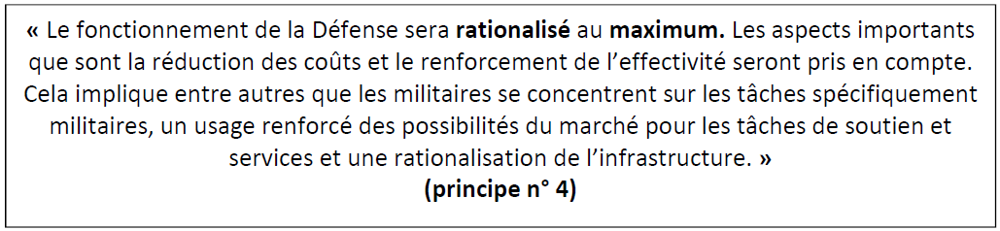 « Le fonctionnement de la Défense sera rationalisé au maximum. Les aspects importants
que sont la réduction des coûts et le renforcement de l’effectivité seront pris en compte.
Cela implique entre autres que les militaires se concentrent sur les tâches spécifiquement
militaires, un usage renforcé des possibilités du marché pour les tâches de soutien et
services et une rationalisation de l’infrastructure. »
(principe n° 4)